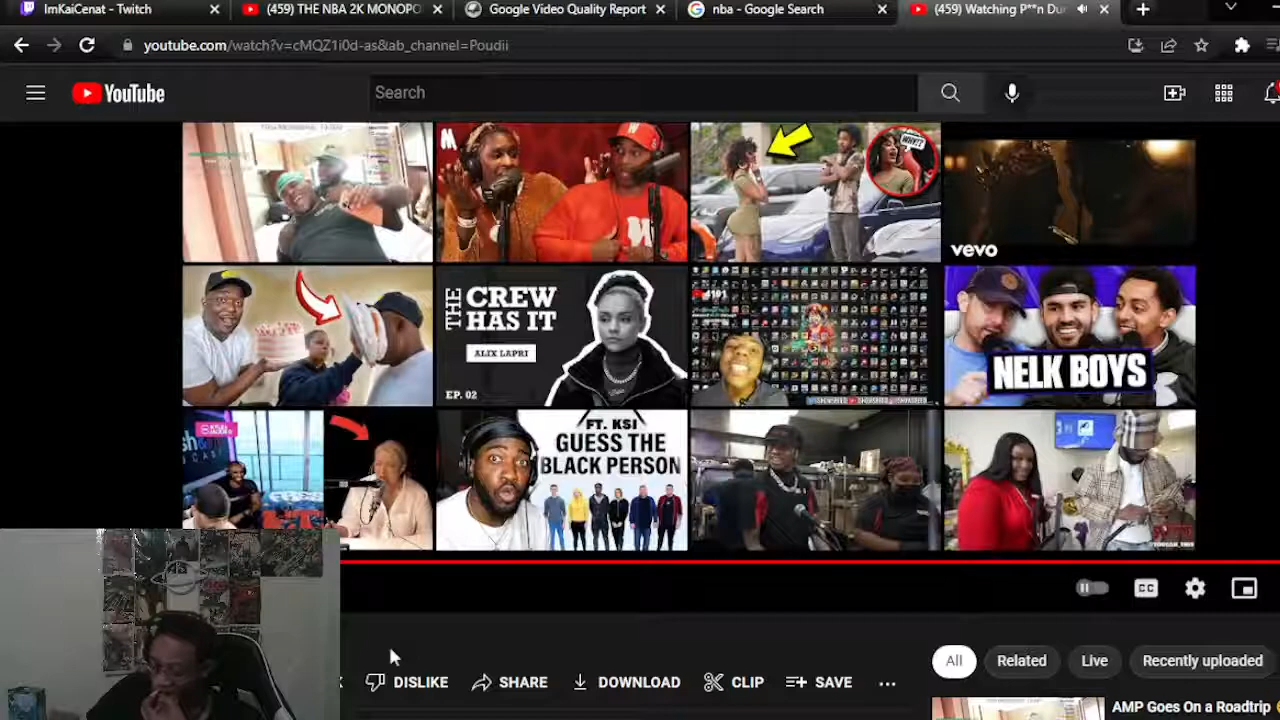 ImKaiCenat - Twitch
(459) THE NBA 2K MONOPO
Google Video Quality Report
nba - Google Search
(459) Watching P**n Du
youtube.com/watch?v=cMQZ1i0d-as&ab_channel=Poudii
YouTube
Search
M
WHAT!
vevo
THE CREW
HAS IT
ALIX LAPRI
EP. 02
NELK BOYS
FT. KSI
GUESS THE
BLACK PERSON
CC
All
Related
Live
Recently uploaded
DISLIKE
SHARE
DOWNLOAD
CLIP
SAVE
AMP Goes On a Roadtrip